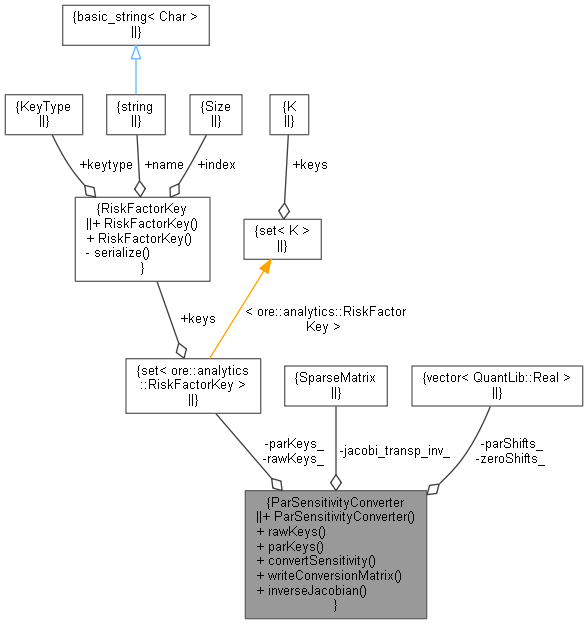 {basic_string< Char >
||}
{KeyType
||}
{string
||}
{Size
||}
{K
||}
+keytype
+name
+index
+keys
{RiskFactorKey
||+ RiskFactorKey()
+ RiskFactorKey()
- serialize()
}
{set< K >
||}
+keys
< ore::analytics::RiskFactor
Key >
{set< ore::analytics
::RiskFactorKey >
||}
{SparseMatrix
||}
{vector< QuantLib::Real >
||}
-parKeys_
-rawKeys_
-jacobi_transp_inv_
-parShifts_
-zeroShifts_
{ParSensitivityConverter
||+ ParSensitivityConverter()
+ rawKeys()
+ parKeys()
+ convertSensitivity()
+ writeConversionMatrix()
+ inverseJacobian()
}